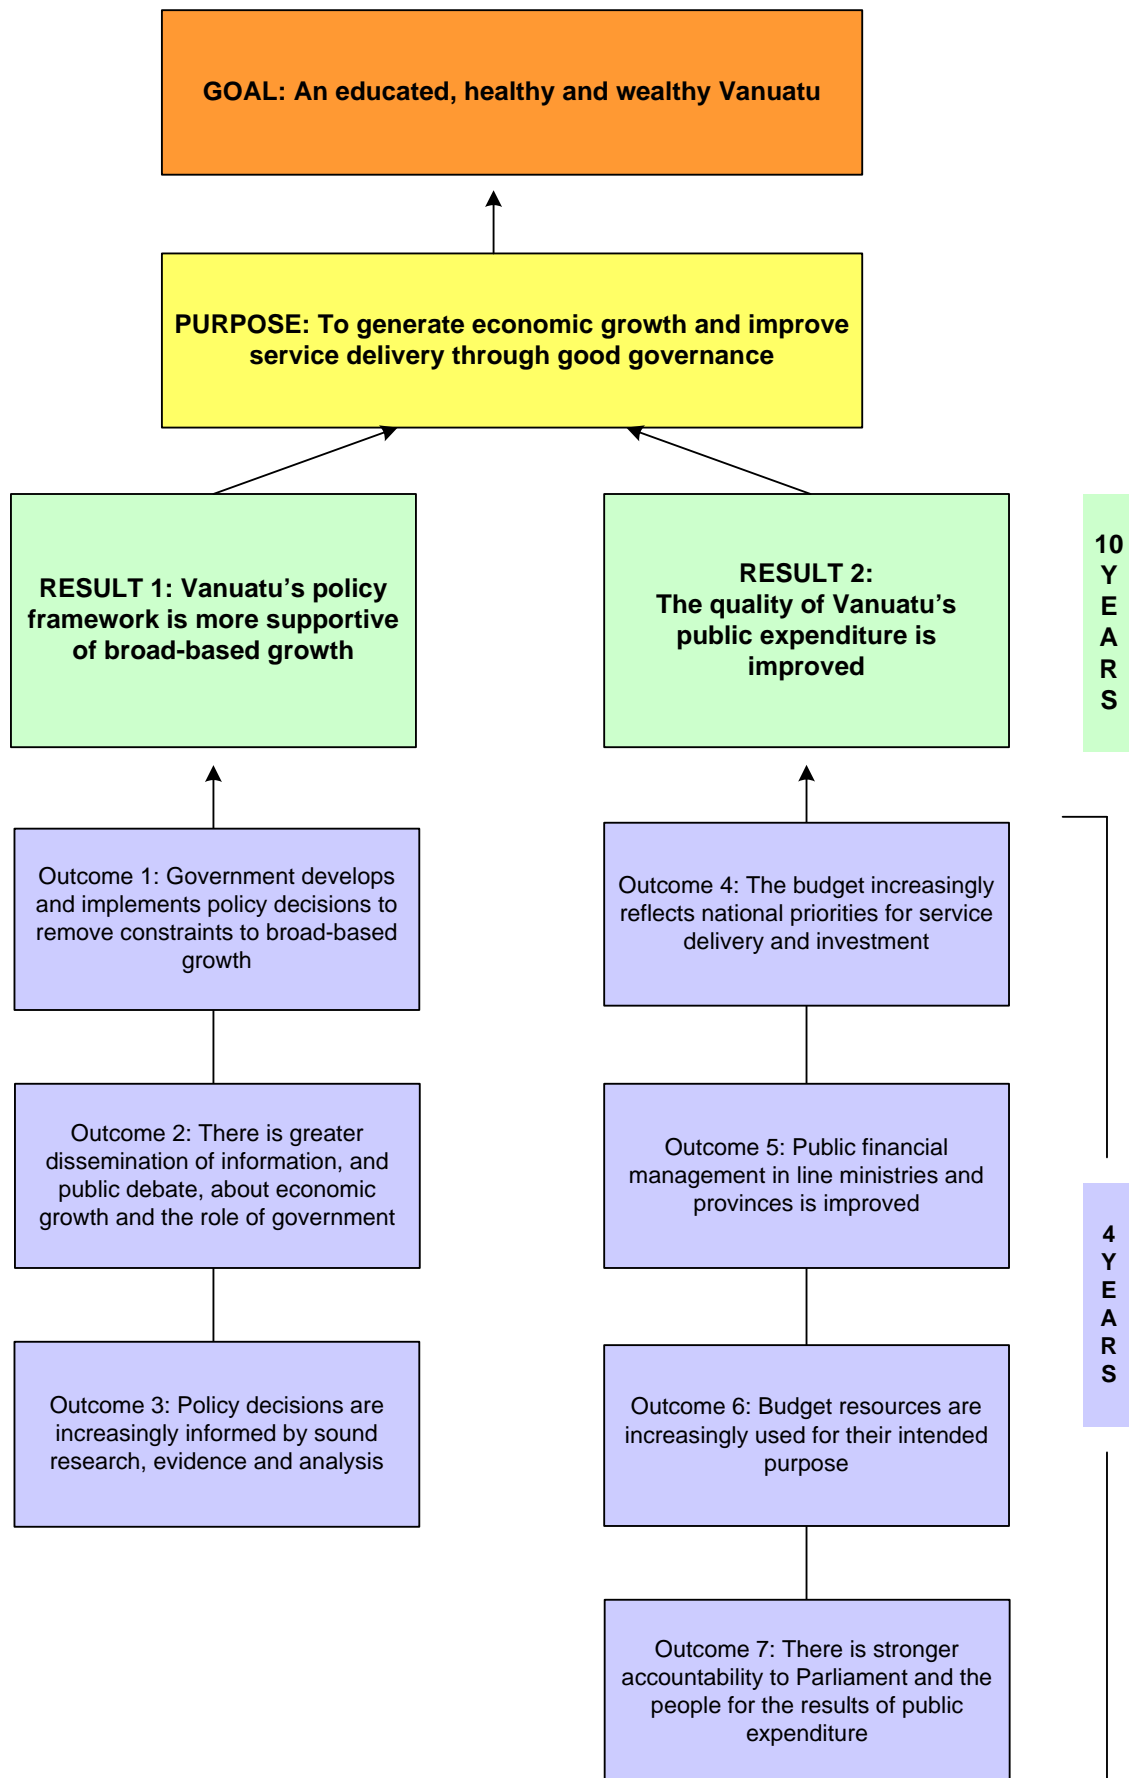 GOAL: An educated, healthy and wealthy Vanuatu
PURPOSE: To generate economic growth and improve
service delivery through good governance
RESULT 1: Vanuatu’s policy
framework is more supportive
of broad-based growth
RESULT 2:
The quality of Vanuatu’s
public expenditure is
improved
10
Y
E
A
R
S
Outcome 1: Government develops
and implements policy decisions to
remove constraints to broad-based
growth
Outcome 4: The budget increasingly
reflects national priorities for service
delivery and investment
Outcome 2: There is greater
dissemination of information, and
public debate, about economic
growth and the role of government
Outcome 5: Public financial
management in line ministries and
provinces is improved
4
Y
E
A
R
S
Outcome 3: Policy decisions are
increasingly informed by sound
research, evidence and analysis
Outcome 6: Budget resources are
increasingly used for their intended
purpose
Outcome 7: There is stronger
accountability to Parliament and the
people for the results of public
expenditure